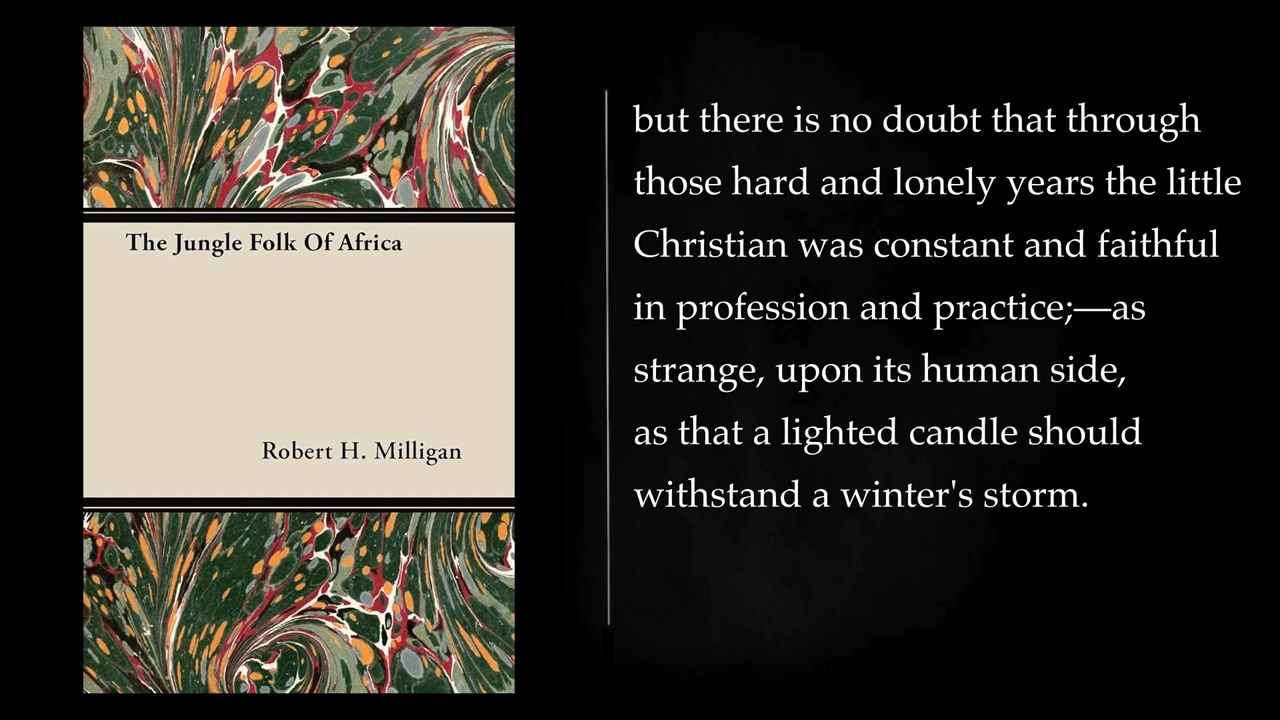 The Jungle Folk Of Africa
Robert H. Milligan
but there is no doubt that through
those hard and lonely years the little
Christian was constant and faithful
in profession and practice;—as
strange, upon its human side,
as that a lighted candle should
withstand a winter's storm.